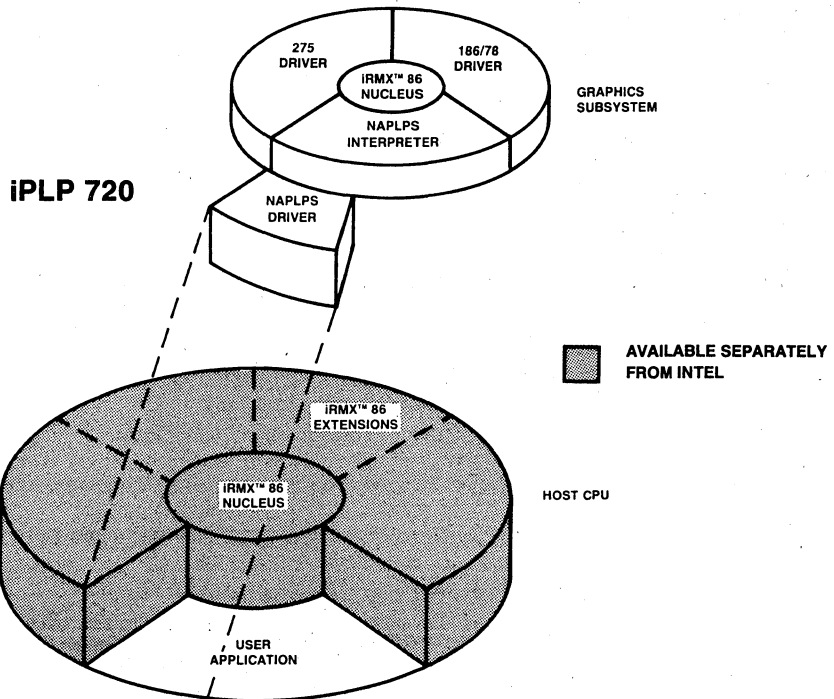 275
DRIVER
186/78
DRIVER
iRMX™ 86
NUCLEUS
NAPLPS
INTERPRETER
GRAPHICS
SUBSYSTEM
iPLP 720
NAPLPS
DRIVER
AVAILABLE SEPARATELY
FROM INTEL
iRMX™ 86
EXTENSIONS
iRMX™ 86
NUCLEUS
HOST CPU
USER
APPLICATION